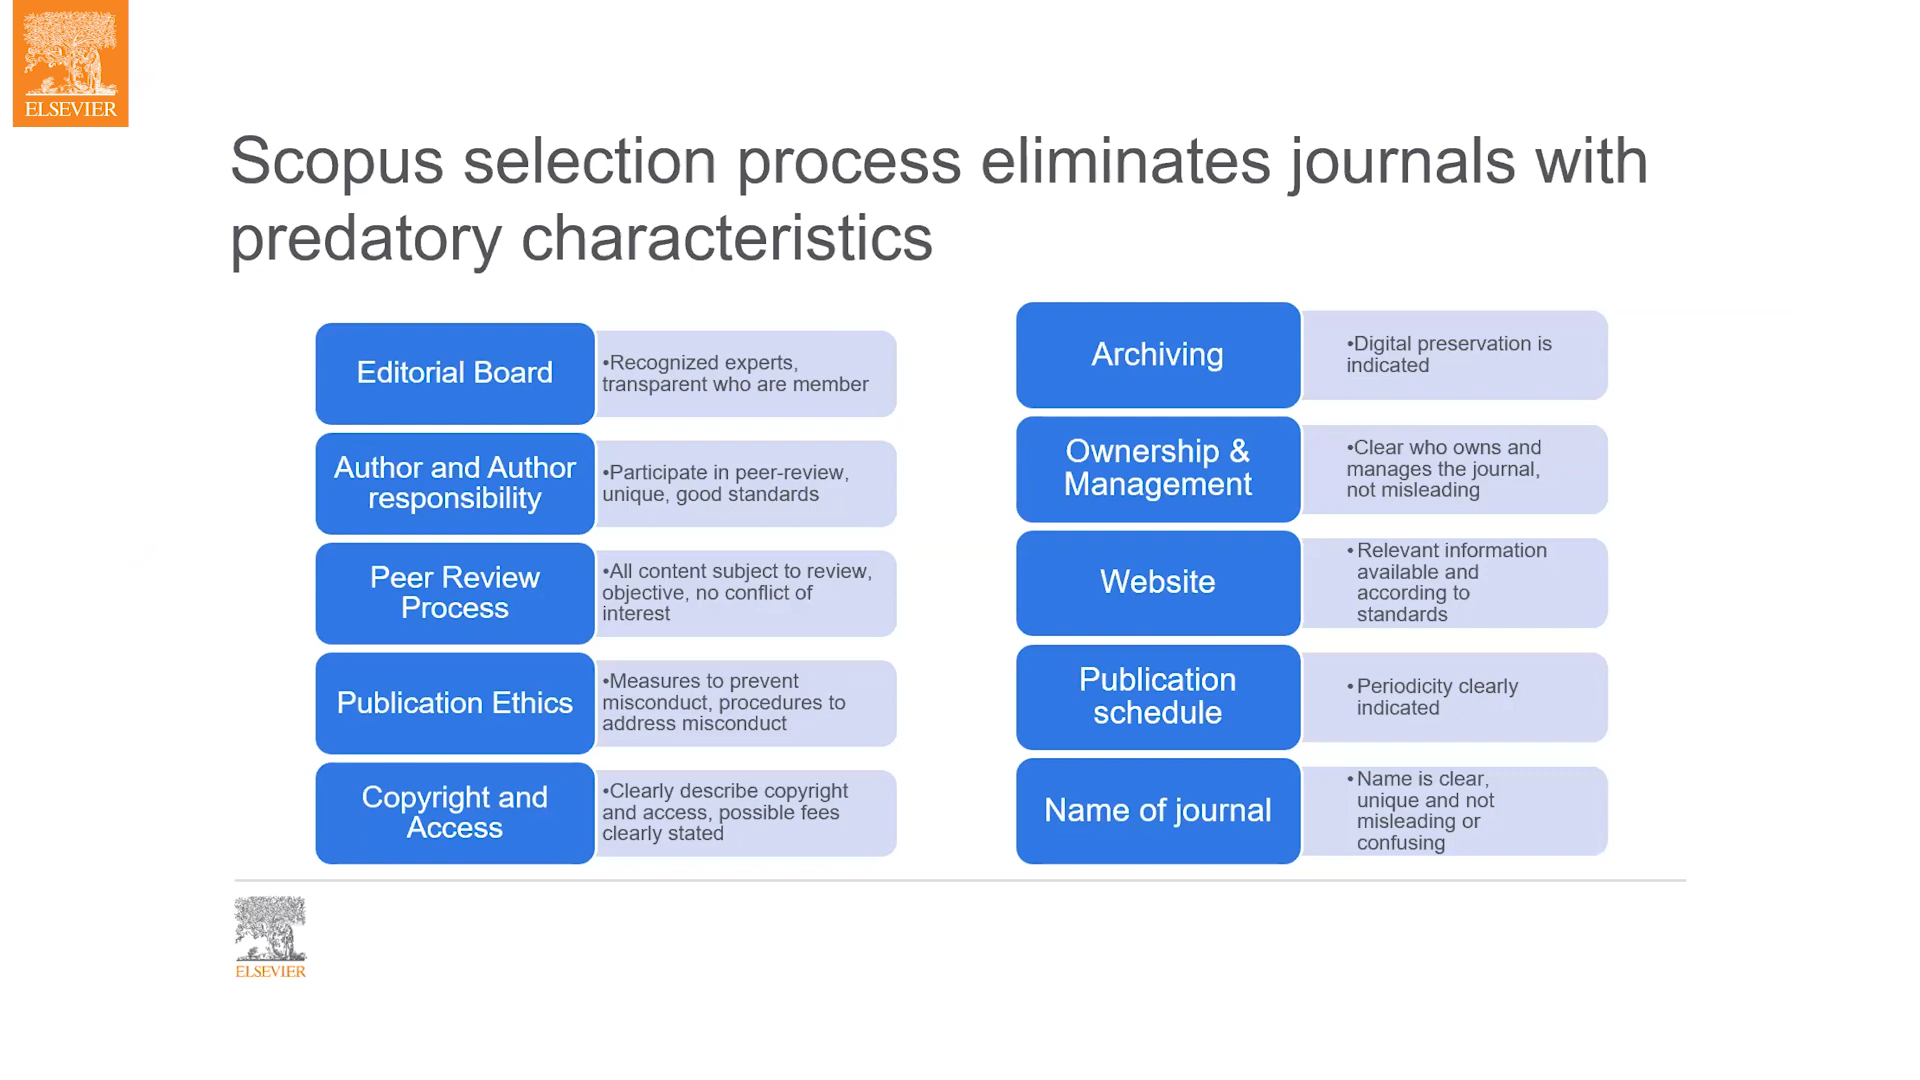 ELSEVIER
Scopus selection process eliminates journals with
predatory characteristics
Editorial Board
•Recognized experts,
transparent who are member
Author and Author
responsibility
•Participate in peer-review,
unique, good standards
Peer Review
Process
•All content subject to review,
objective, no conflict of
interest
Publication Ethics
•Measures to prevent
misconduct, procedures to
address misconduct
Copyright and
Access
•Clearly describe copyright
and access, possible fees
clearly stated
Archiving
•Digital preservation is
indicated
Ownership &
Management
•Clear who owns and
manages the journal,
not misleading
Website
•Relevant information
available and
according to
standards
Publication
schedule
•Periodicity clearly
indicated
Name of journal
•Name is clear,
unique and not
misleading or
confusing
ELSEVIER